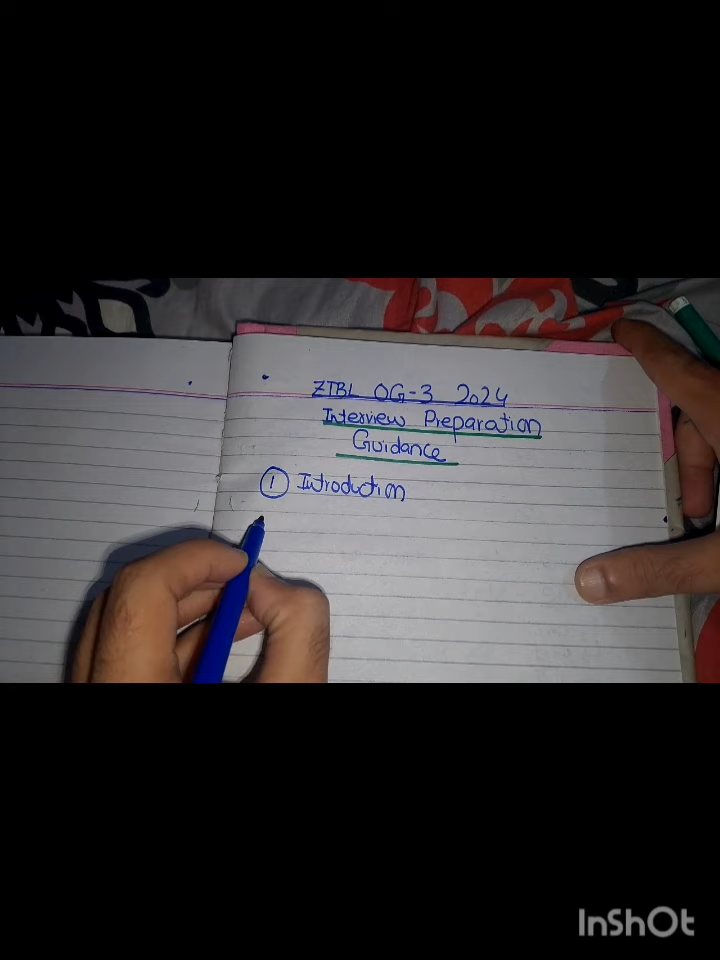 ZTBL OG-3 2024
Interview Preparation
Guidance
1 Introduction
InShOt